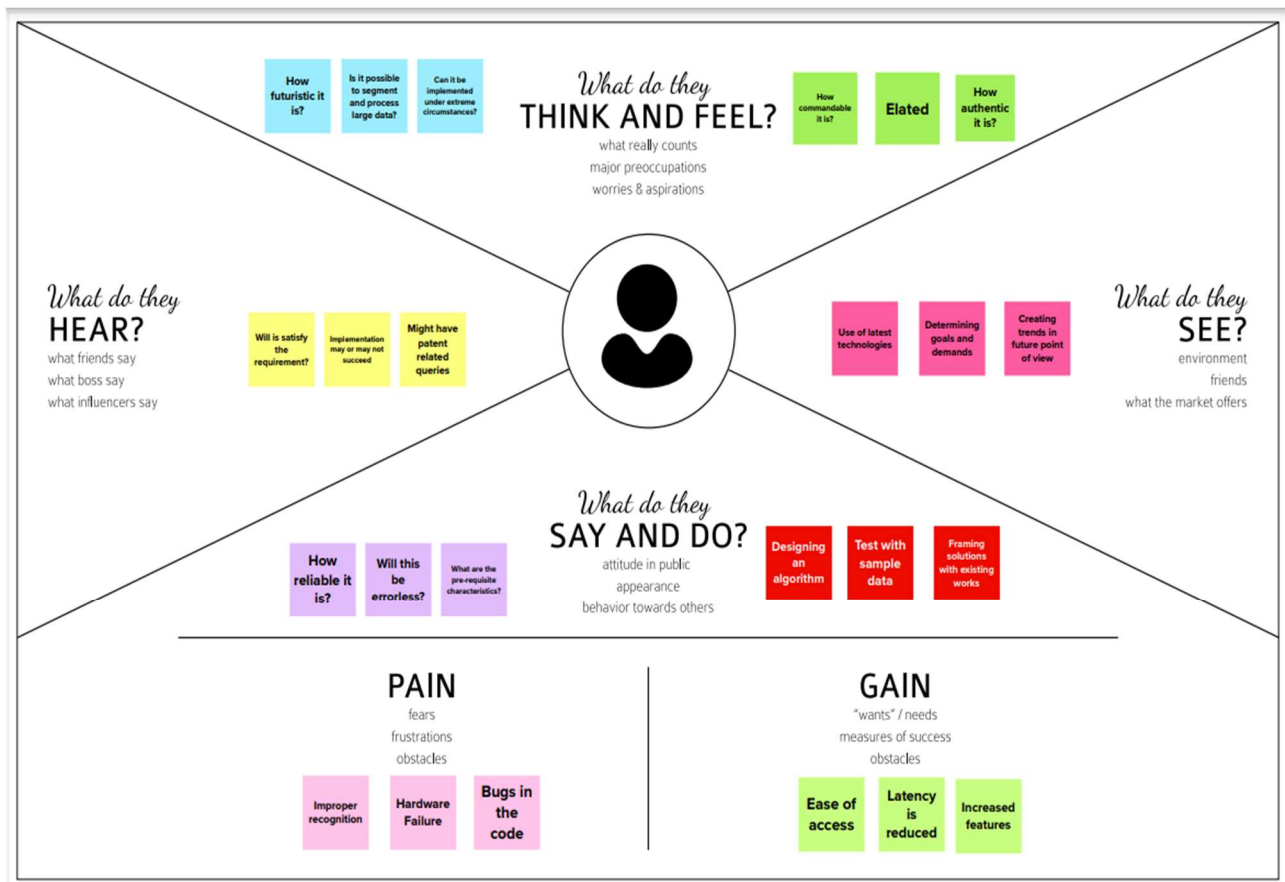 How
futuristic it
is?
Is it possible
to segment
and process
large data?
Can it be
implemented
under extreme
circumstances?
What do they
THINK AND FEEL?
what really counts
major preoccupations
worries & aspirations
How
commandable
it is?
Elated
How
authentic
it is?
What do they
HEAR?
what friends say
what boss say
what influencers say
Will is satisfy
the
requirement?
Implementation
may or may not
succeed
Might have
patent
related
queries
Use of latest
technologies
Determining
goals and
demands
Creating
trends in
future point
of view
What do they
SEE?
environment
friends
what the market offers
What do they
SAY AND DO?
attitude in public
appearance
behavior towards others
How
reliable it
is?
Will this
be
errorless?
What are the
pre-requisite
characteristics?
Designing
an
algorithm
Test with
sample
data
Framing
solutions
with existing
works
PAIN
fears
frustrations
obstacles
Improper
recognition
Hardware
Failure
Bugs in
the
code
GAIN
"wants" / needs
measures of success
obstacles
Ease of
access
Latency
is
reduced
Increased
features